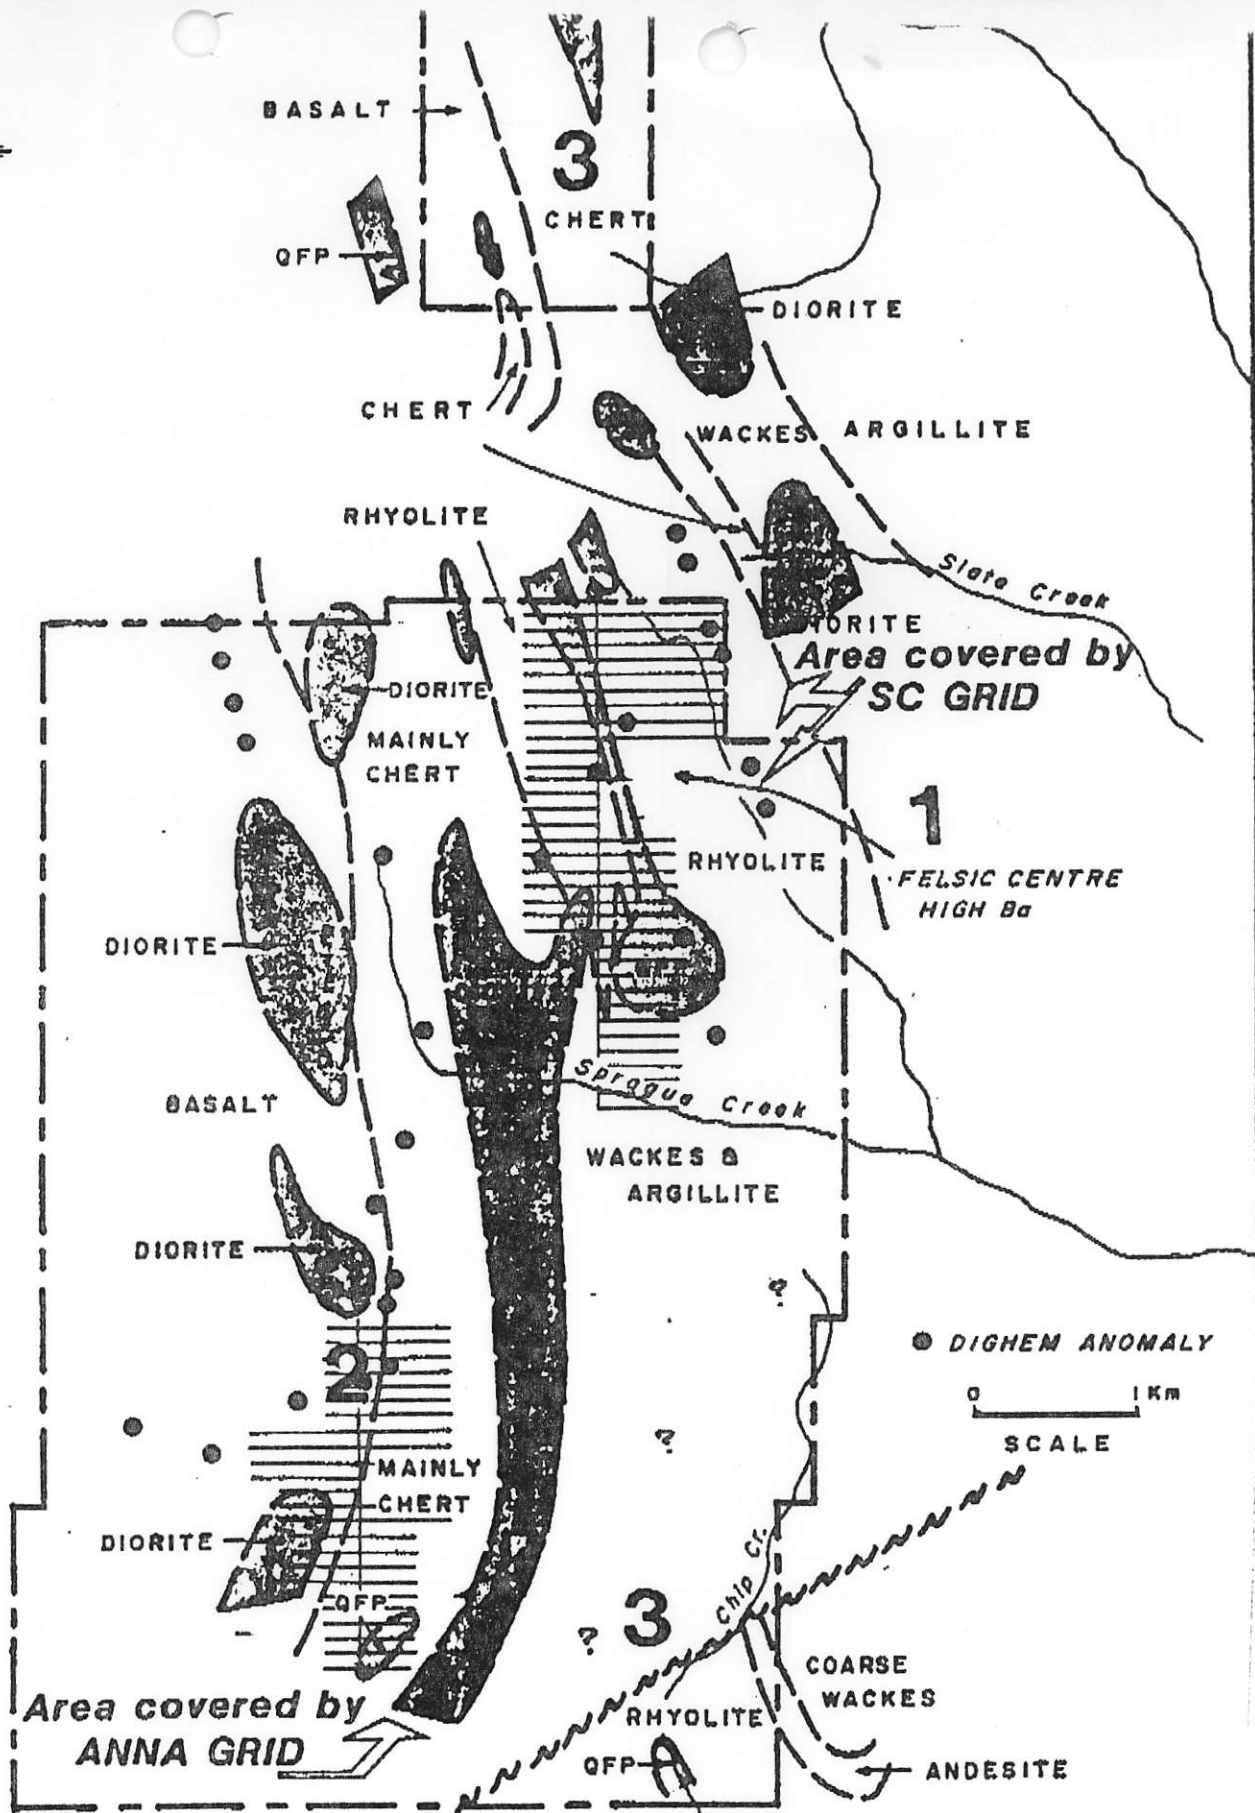 BASALT
3
CHERT
QFP
DIORITE
CHERT
WACKES
ARGILLITE
RHYOLITE
Slate Creek
DIORITE
Area covered by
SC GRID
DIORITE
MAINLY
CHERT
1
RHYOLITE
FELSIC CENTRE
HIGH Ba
DIORITE
Sprague Creek
BASALT
WACKES &
ARGILLITE
DIORITE
?
DIGHEM ANOMALY
2
0 1 Km
SCALE
?
MAINLY
CHERT
DIORITE
Chip Cr.
QFP
? 3
COARSE
WACKES
Area covered by
ANNA GRID
RHYOLITE
QFP
ANDESITE